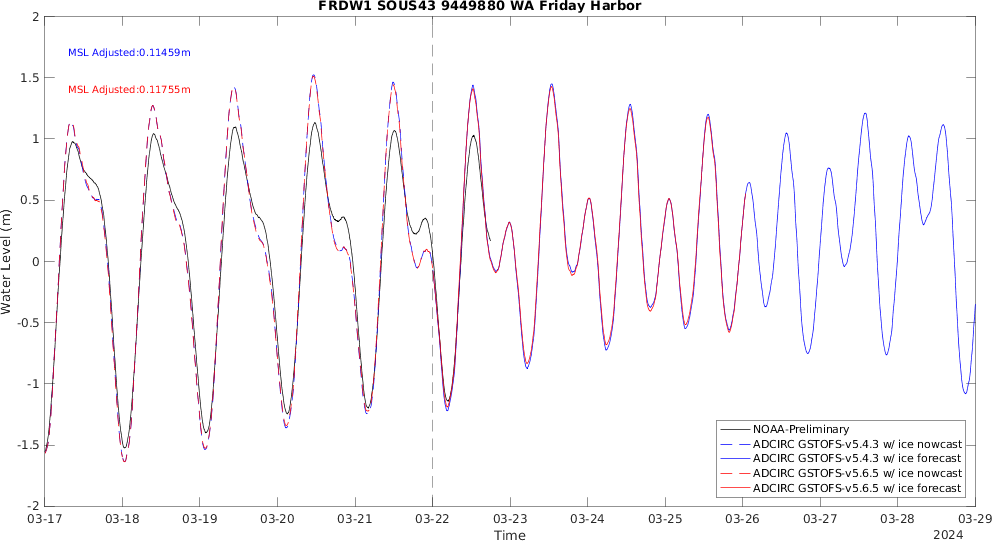 FRDW1 SOUS43 9449880 WA Friday Harbor
2
MSL Adjusted:0.11459m
1.5
MSL Adjusted:0.11755m
1
0.5
0
-0.5
-1
-1.5
-2
Water Level (m)
NOAA-Preliminary
ADCIRC GSTOFS-v5.4.3 w/ ice nowcast
ADCIRC GSTOFS-v5.4.3 w/ ice forecast
ADCIRC GSTOFS-v5.6.5 w/ ice nowcast
ADCIRC GSTOFS-v5.6.5 w/ ice forecast
03-17 03-18 03-19 03-20 03-21 03-22 03-23 03-24 03-25 03-26 03-27 03-28 03-29
Time
2024